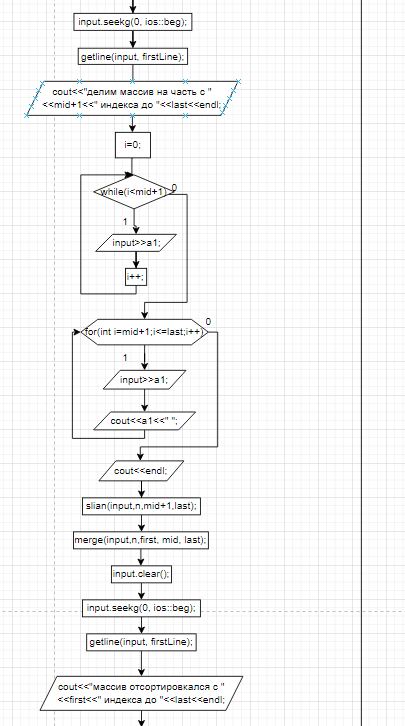 input.seekg(0, ios::beg);
getline(input, firstLine);
cout<<"делим массив на часть с "
<<mid+1<<" индекса до "<<last<<endl;
i=0;
while(i<mid+1)
0
1
input>>a1;
i++;
for(int i=mid+1;i<=last;i++)
0
1
input>>a1;
cout<<a1<<" ";
cout<<endl;
slian(input,n,mid+1,last);
merge(input,n,first, mid, last);
input.clear();
input.seekg(0, ios::beg);
getline(input, firstLine);
cout<<"массив отсортировался с "
<<first<<" индекса до "<<last<<endl;